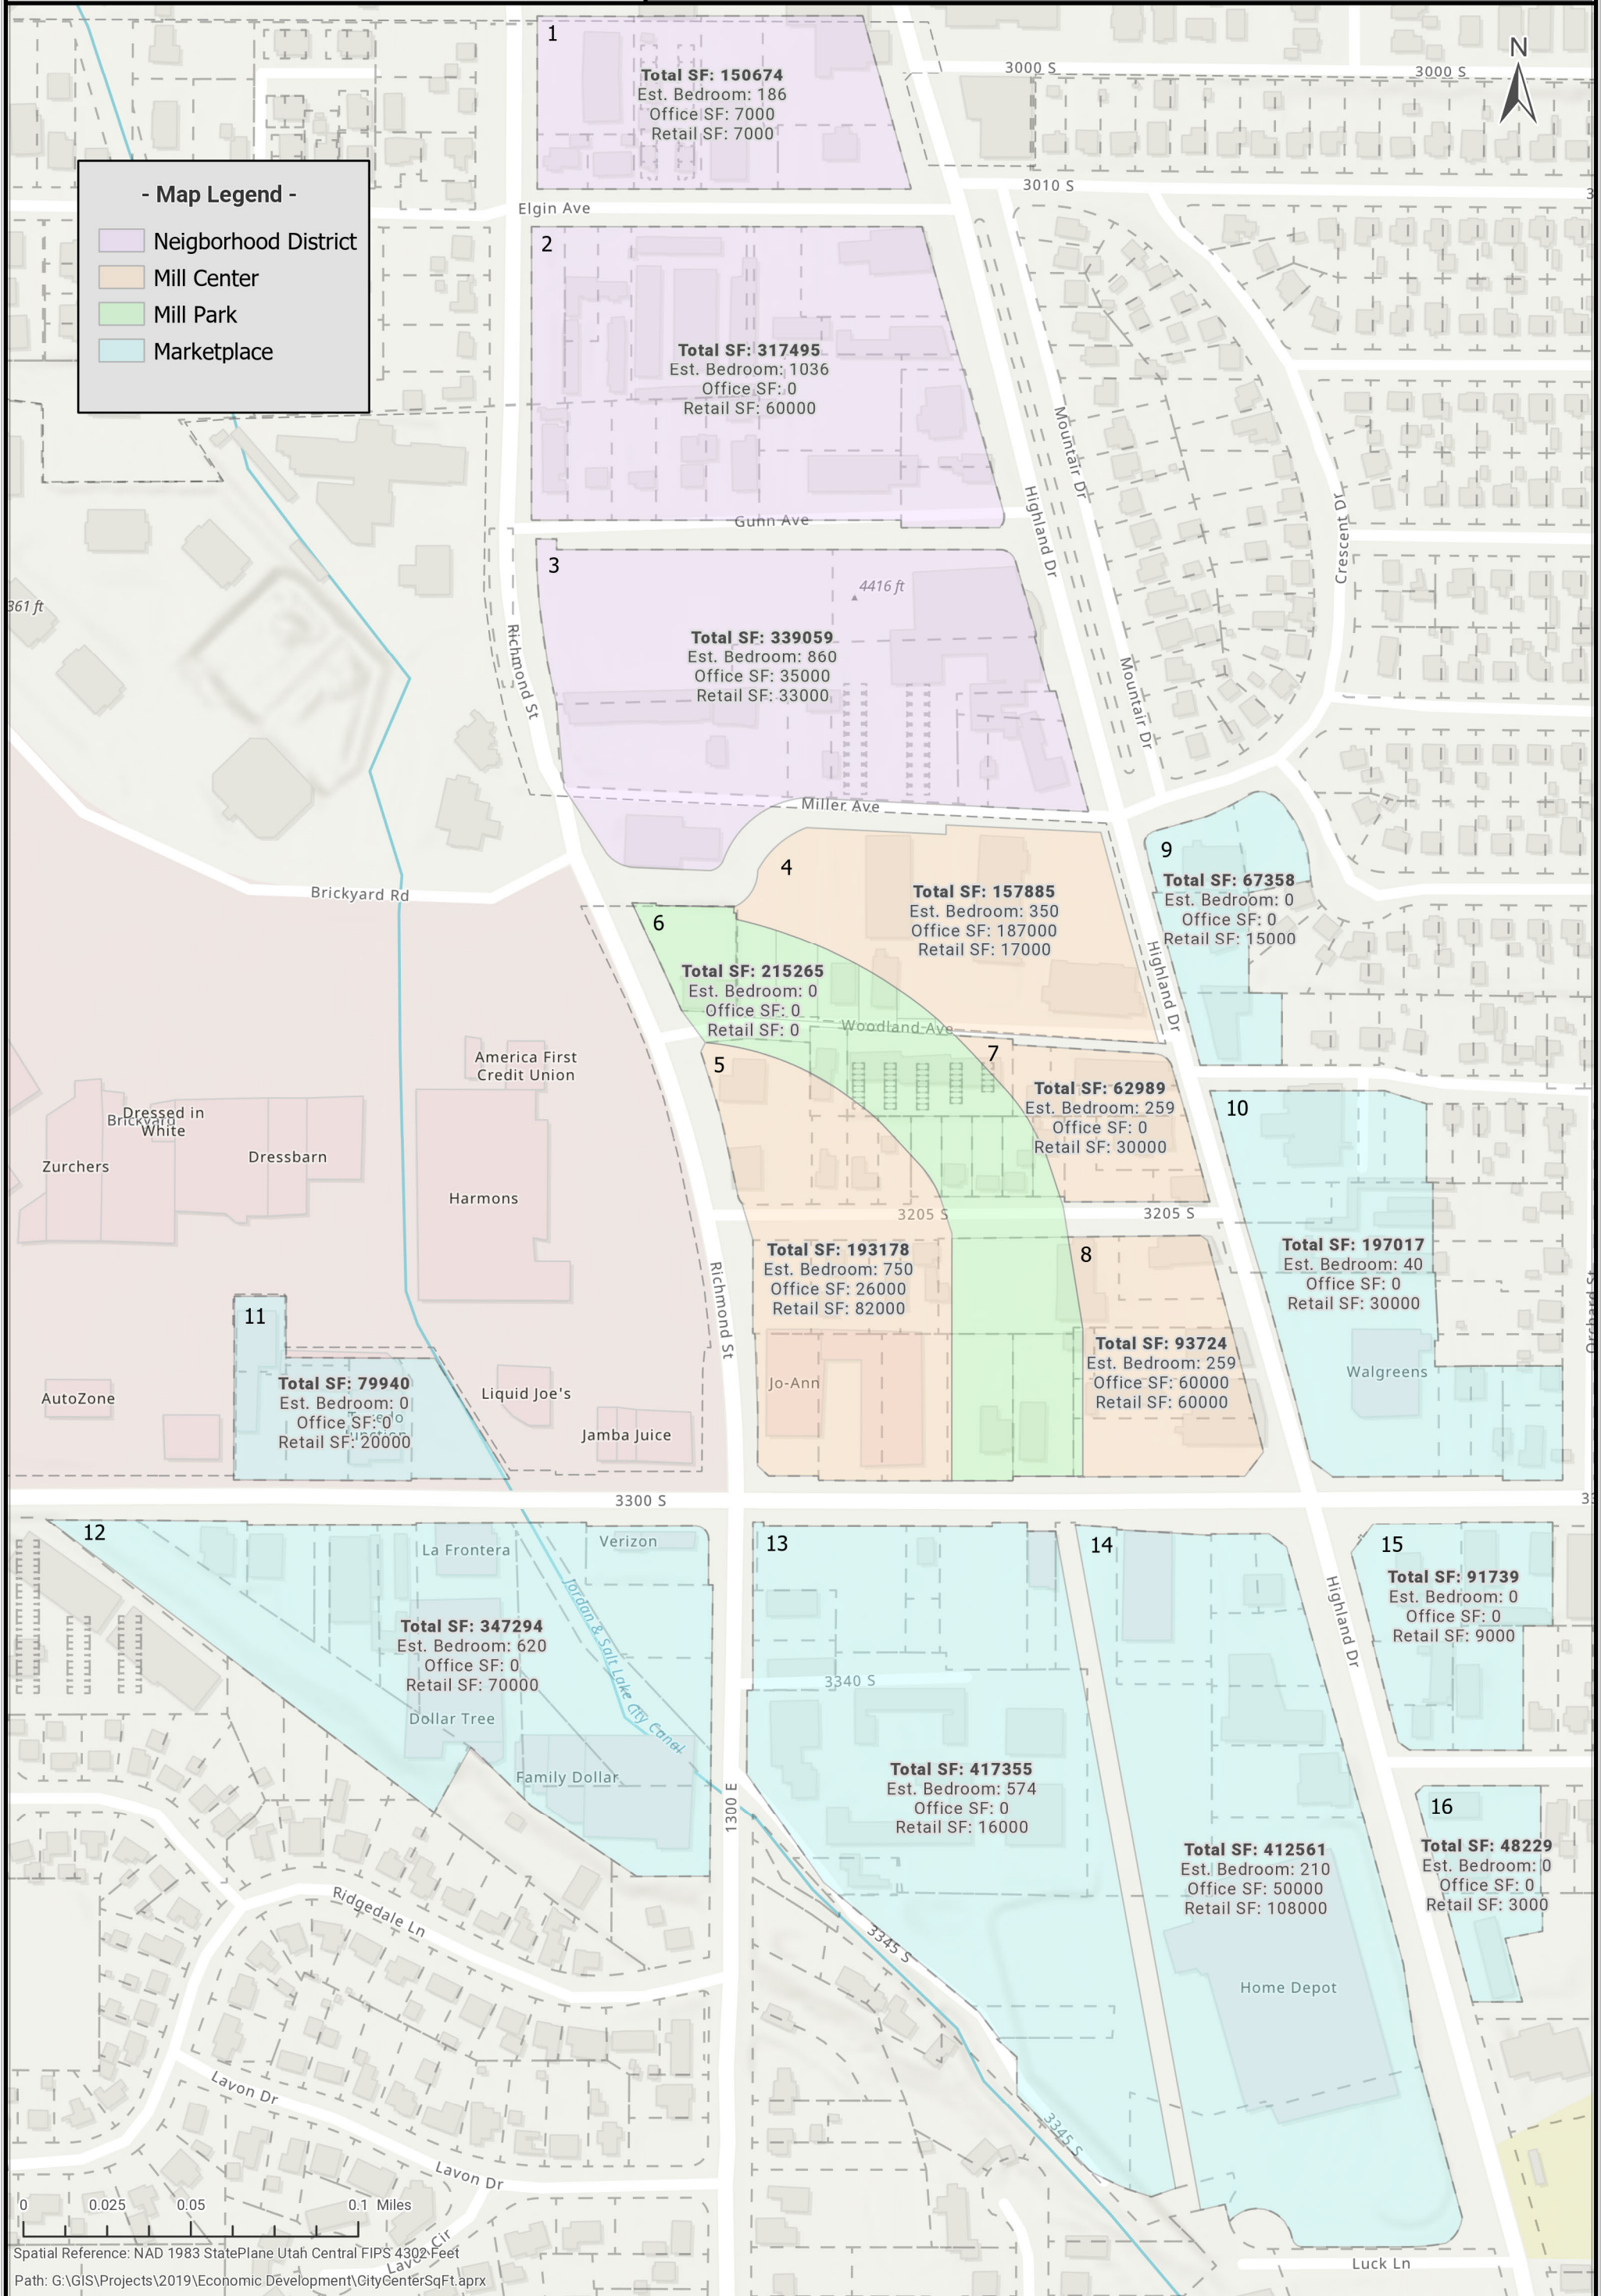 1
Total SF: 150674
Est. Bedroom: 186
Office SF: 7000
Retail SF: 7000
3000 S
3000 S
N
3010 S
3
- Map Legend -
Neigborhood District
Mill Center
Mill Park
Marketplace
Elgin Ave
2
Total SF: 317495
Est. Bedroom: 1036
Office SF: 0
Retail SF: 60000
Mountair Dr
Highland Dr
Crescent Dr
Gunn Ave
3
4416 ft
361 ft
Total SF: 339059
Est. Bedroom: 860
Office SF: 35000
Retail SF: 33000
Richmond St
Mountair Dr
Miller Ave
4
Total SF: 157885
Est. Bedroom: 350
Office SF: 187000
Retail SF: 17000
9
Total SF: 67358
Est. Bedroom: 0
Office SF: 0
Retail SF: 15000
Brickyard Rd
6
Total SF: 215265
Est. Bedroom: 0
Office SF: 0
Retail SF: 0
Highland Dr
Woodland Ave
5
7
Total SF: 62989
Est. Bedroom: 259
Office SF: 0
Retail SF: 30000
America First
Credit Union
10
Dressed in
White
Brickyard
Zurchers
Dressbarn
Harmons
3205 S
3205 S
Total SF: 193178
Est. Bedroom: 750
Office SF: 26000
Retail SF: 82000
8
Total SF: 197017
Est. Bedroom: 40
Office SF: 0
Retail SF: 30000
Richmond St
Orchard St
11
Total SF: 93724
Est. Bedroom: 259
Office SF: 60000
Retail SF: 60000
Walgreens
Jo-Ann
AutoZone
Total SF: 79940
Est. Bedroom: 0
Office SF: 0
Retail SF: 20000
Liquid Joe's
Jamba Juice
3300 S
33
12
La Frontera
Verizon
13
14
15
Total SF: 91739
Est. Bedroom: 0
Office SF: 0
Retail SF: 9000
Highland Dr
Jordan & Salt Lake City Canal
Total SF: 347294
Est. Bedroom: 620
Office SF: 0
Retail SF: 70000
3340 S
Dollar Tree
Family Dollar
1300 E
Total SF: 417355
Est. Bedroom: 574
Office SF: 0
Retail SF: 16000
16
Total SF: 48229
Est. Bedroom: 0
Office SF: 0
Retail SF: 3000
Total SF: 412561
Est. Bedroom: 210
Office SF: 50000
Retail SF: 108000
Ridgedale Ln
3345 S
Home Depot
Lavon Dr
3345 S
Lavon Dr
0 0.025 0.05 0.1 Miles
Spatial Reference: NAD 1983 StatePlane Utah Central FIPS 4302 Feet
Cir
Luck Ln
Path: G:\GIS\Projects\2019\Economic Development\CityCenterSqFt.aprx